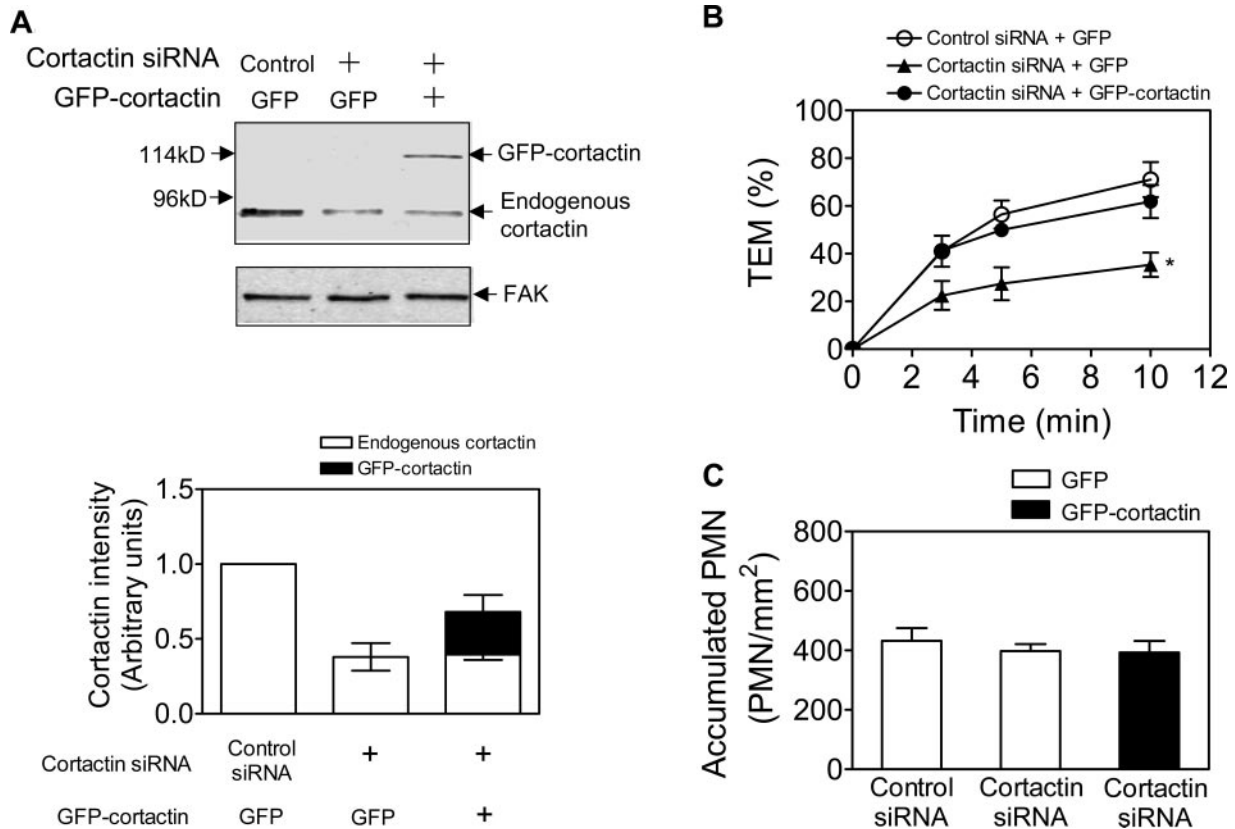 A
Cortactin siRNA Control + +
GFP-cortactin GFP GFP +
114kD
GFP-cortactin
96kD
Endogenous
cortactin
FAK
Endogenous cortactin
GFP-cortactin
Cortactin intensity
(Arbitrary units)
1.5
1.0
0.5
0.0
Cortactin siRNA Control
siRNA + +
GFP-cortactin GFP GFP +
B
Control siRNA + GFP
Cortactin siRNA + GFP
Cortactin siRNA + GFP-cortactin
TEM (%)
100
80
60
40
20
0
*
0 2 4 6 8 10 12
Time (min)
C
GFP
GFP-cortactin
Accumulated PMN
(PMN/mm²)
800
600
400
200
0
Control Cortactin Cortactin
siRNA siRNA siRNA